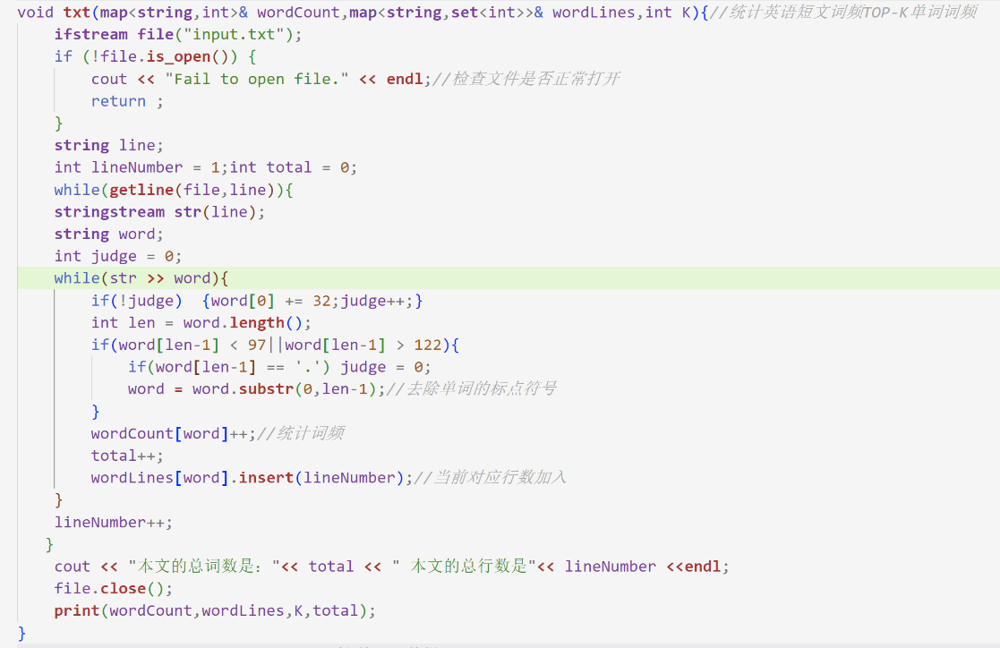 void txt(map<string,int>& wordCount,map<string,set<int>>& wordLines,int K){//统计英语短文词频TOP-K单词词频
    ifstream file("input.txt");
    if (!file.is_open()) {
        cout << "Fail to open file." << endl;//检查文件是否正常打开
        return ;
    }
    string line;
    int lineNumber = 1;int total = 0;
    while(getline(file,line)){
    stringstream str(line);
    string word;
    int judge = 0;
    while(str >> word){
        if(!judge)  {word[0] += 32;judge++;}
        int len = word.length();
        if(word[len-1] < 97||word[len-1] > 122){
            if(word[len-1] == '.') judge = 0;
            word = word.substr(0,len-1);//去除单词的标点符号
        }
        wordCount[word]++;//统计词频
        total++;
        wordLines[word].insert(lineNumber);//当前对应行数加入
    }
    lineNumber++;
   }
    cout << "本文的总词数是："<< total << " 本文的总行数是"<< lineNumber <<endl;
    file.close();
    print(wordCount,wordLines,K,total);
}